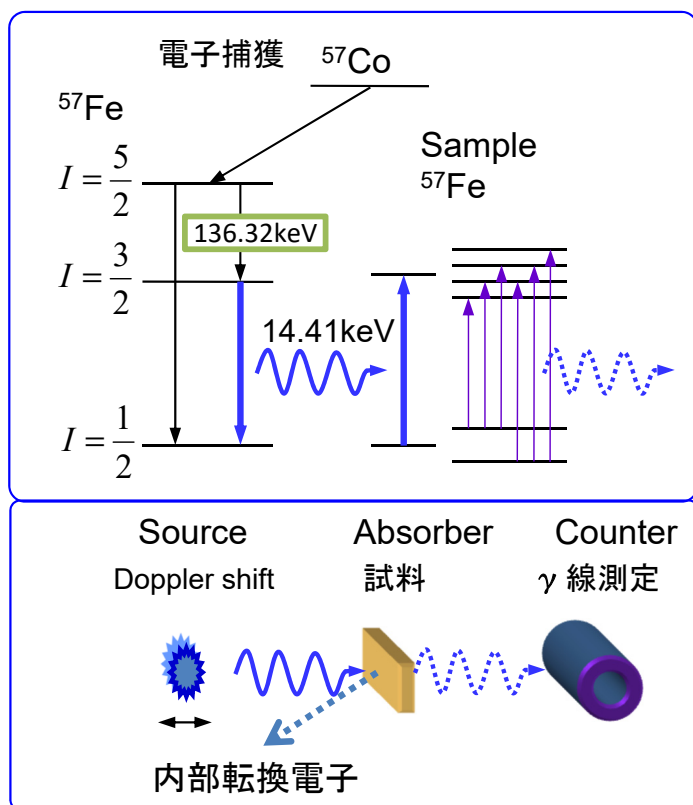 電子捕獲
⁵⁷Co
⁵⁷Fe
Sample
⁵⁷Fe
I = 5/2
136.32keV
I = 3/2
14.41keV
I = 1/2
Source Absorber Counter
Doppler shift 試料 γ 線測定
内部転換電子